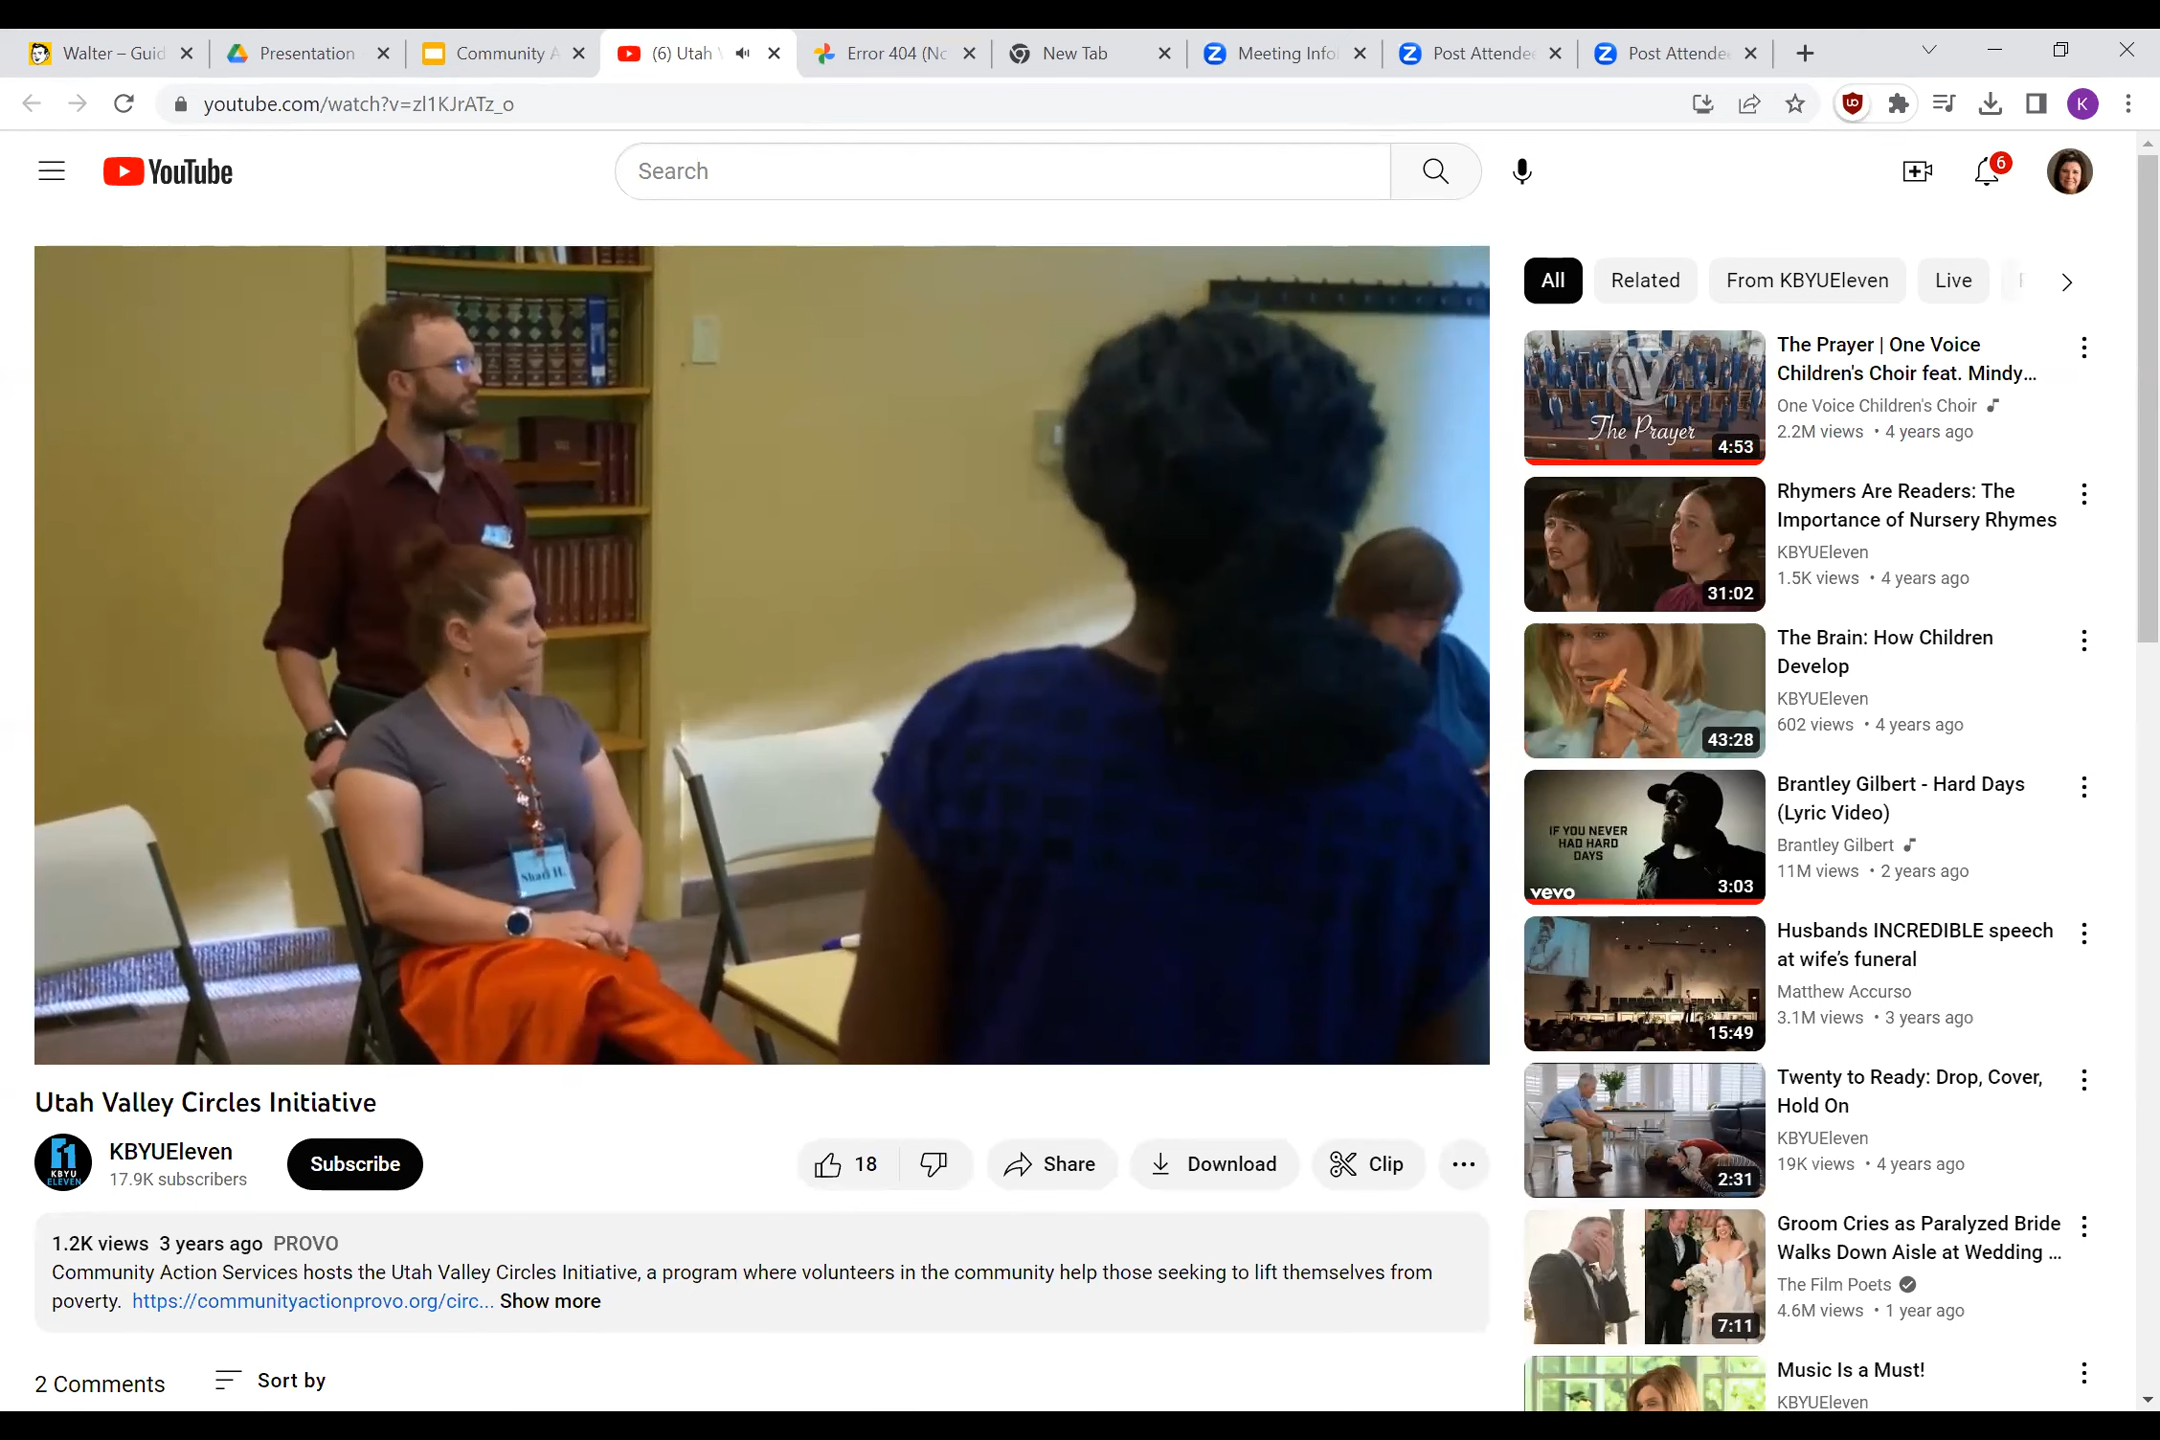 Walter – Guid
Presentation
Community A
(6) Utah V
Error 404 (No
New Tab
Meeting Info
Post Attende
Post Attende
youtube.com/watch?v=zl1KJrATz_o
K
YouTube
Search
6
Shari H.
Utah Valley Circles Initiative
KBYU
ELEVEN
KBYUEleven
17.9K subscribers
Subscribe
18
Share
Download
Clip
1.2K views 3 years ago PROVO
Community Action Services hosts the Utah Valley Circles Initiative, a program where volunteers in the community help those seeking to lift themselves from
poverty. https://communityactionprovo.org/circ... Show more
2 Comments
Sort by
All
Related
From KBYUEleven
Live
The Prayer
4:53
The Prayer | One Voice
Children's Choir feat. Mindy...
One Voice Children's Choir
2.2M views • 4 years ago
31:02
Rhymers Are Readers: The
Importance of Nursery Rhymes
KBYUEleven
1.5K views • 4 years ago
43:28
The Brain: How Children
Develop
KBYUEleven
602 views • 4 years ago
IF YOU NEVER
HAD HARD
DAYS
vevo
3:03
Brantley Gilbert - Hard Days
(Lyric Video)
Brantley Gilbert
11M views • 2 years ago
15:49
Husbands INCREDIBLE speech
at wife's funeral
Matthew Accurso
3.1M views • 3 years ago
2:31
Twenty to Ready: Drop, Cover,
Hold On
KBYUEleven
19K views • 4 years ago
7:11
Groom Cries as Paralyzed Bride
Walks Down Aisle at Wedding ...
The Film Poets
4.6M views • 1 year ago
Music Is a Must!
KBYUEleven